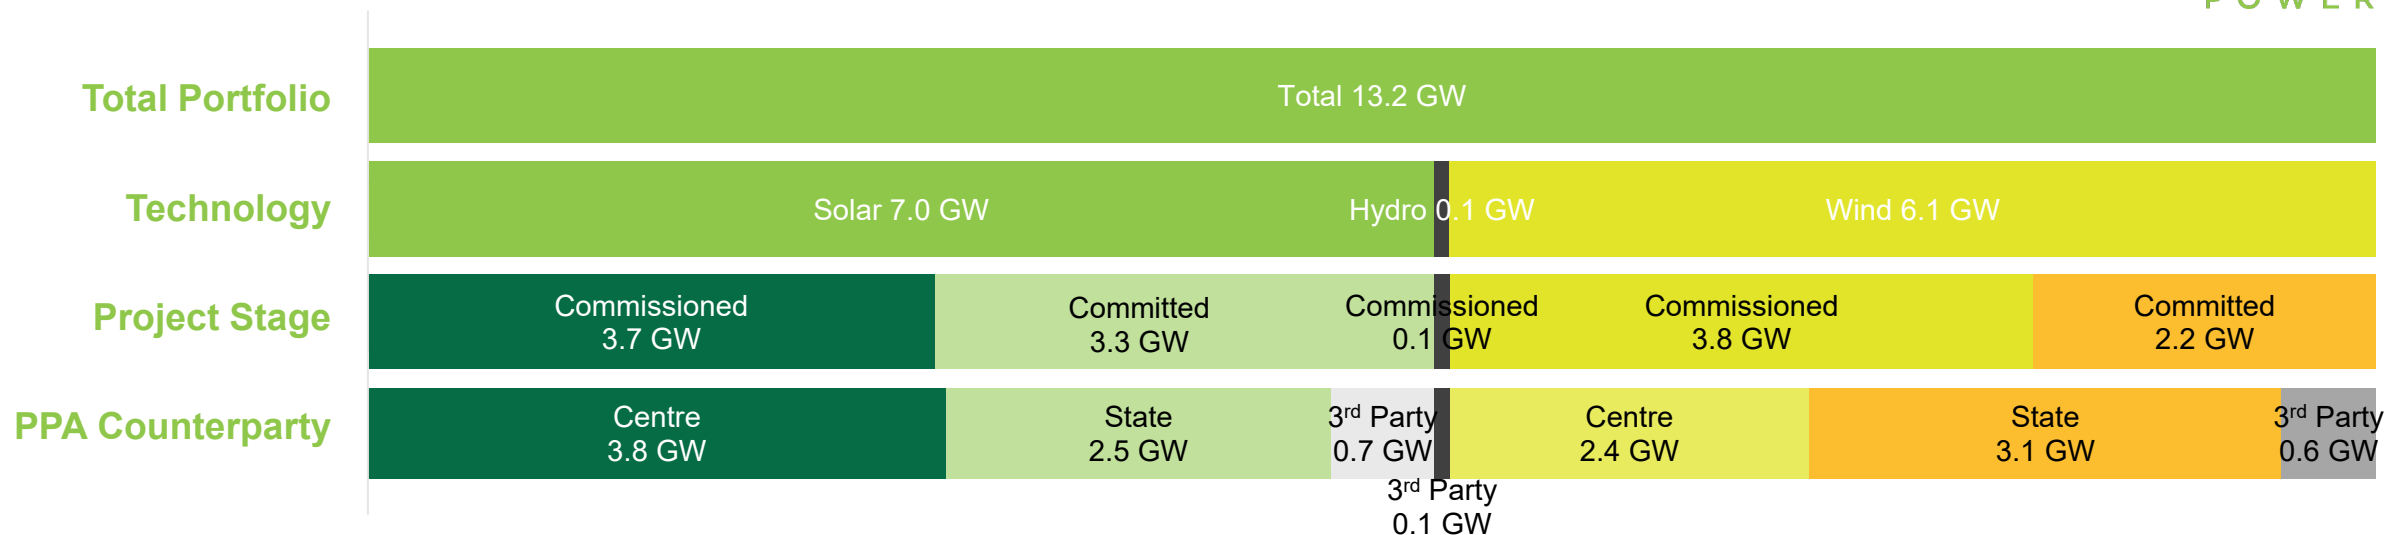 POWER
Total Portfolio
Total 13.2 GW
Technology
Solar 7.0 GW
Hydro 0.1 GW
Wind 6.1 GW
Project Stage
Commissioned
3.7 GW
Committed
3.3 GW
Commissioned
0.1 GW
Commissioned
3.8 GW
Committed
2.2 GW
PPA Counterparty
Centre
3.8 GW
State
2.5 GW
3rd Party
0.7 GW
3rd Party
0.1 GW
Centre
2.4 GW
State
3.1 GW
3rd Party
0.6 GW